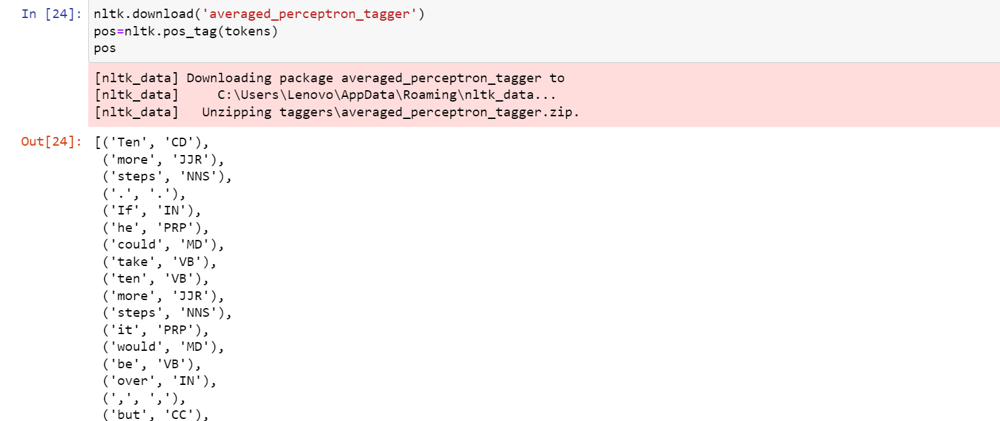 In [24]: nltk.download('averaged_perceptron_tagger')
pos=nltk.pos_tag(tokens)
pos
[nltk_data] Downloading package averaged_perceptron_tagger to
[nltk_data]     C:\Users\Lenovo\AppData\Roaming\nltk_data...
[nltk_data]   Unzipping taggers\averaged_perceptron_tagger.zip.
Out[24]: [('Ten', 'CD'),
('more', 'JJR'),
('steps', 'NNS'),
('.', '.'),
('If', 'IN'),
('he', 'PRP'),
('could', 'MD'),
('take', 'VB'),
('ten', 'VB'),
('more', 'JJR'),
('steps', 'NNS'),
('it', 'PRP'),
('would', 'MD'),
('be', 'VB'),
('over', 'IN'),
(',', ','),
('but', 'CC'),